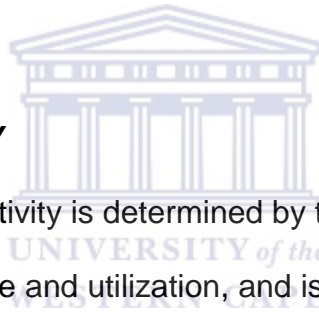 Y
tivity is determined by t
UNIVERSITY of the
e and utilization, and is
WESTERN CAPE